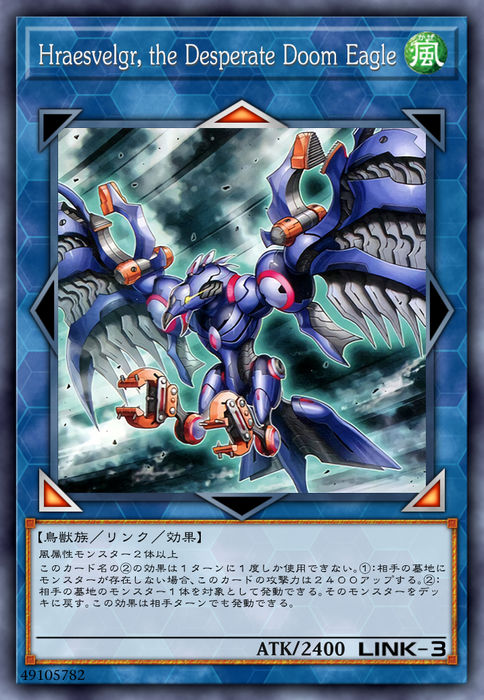 Hraesvelgr, the Desperate Doom Eagle
かぜ
風
【鳥獣族／リンク／効果】
風属性モンスター２体以上
このカード名の②の効果は１ターンに１度しか使用できない。①：相手の墓地に
モンスターが存在しない場合、このカードの攻撃力は２４００アップする。②：
相手の墓地のモンスター１体を対象として発動できる。そのモンスターをデッ
キに戻す。この効果は相手ターンでも発動できる。
ATK/2400 LINK-3
49105782